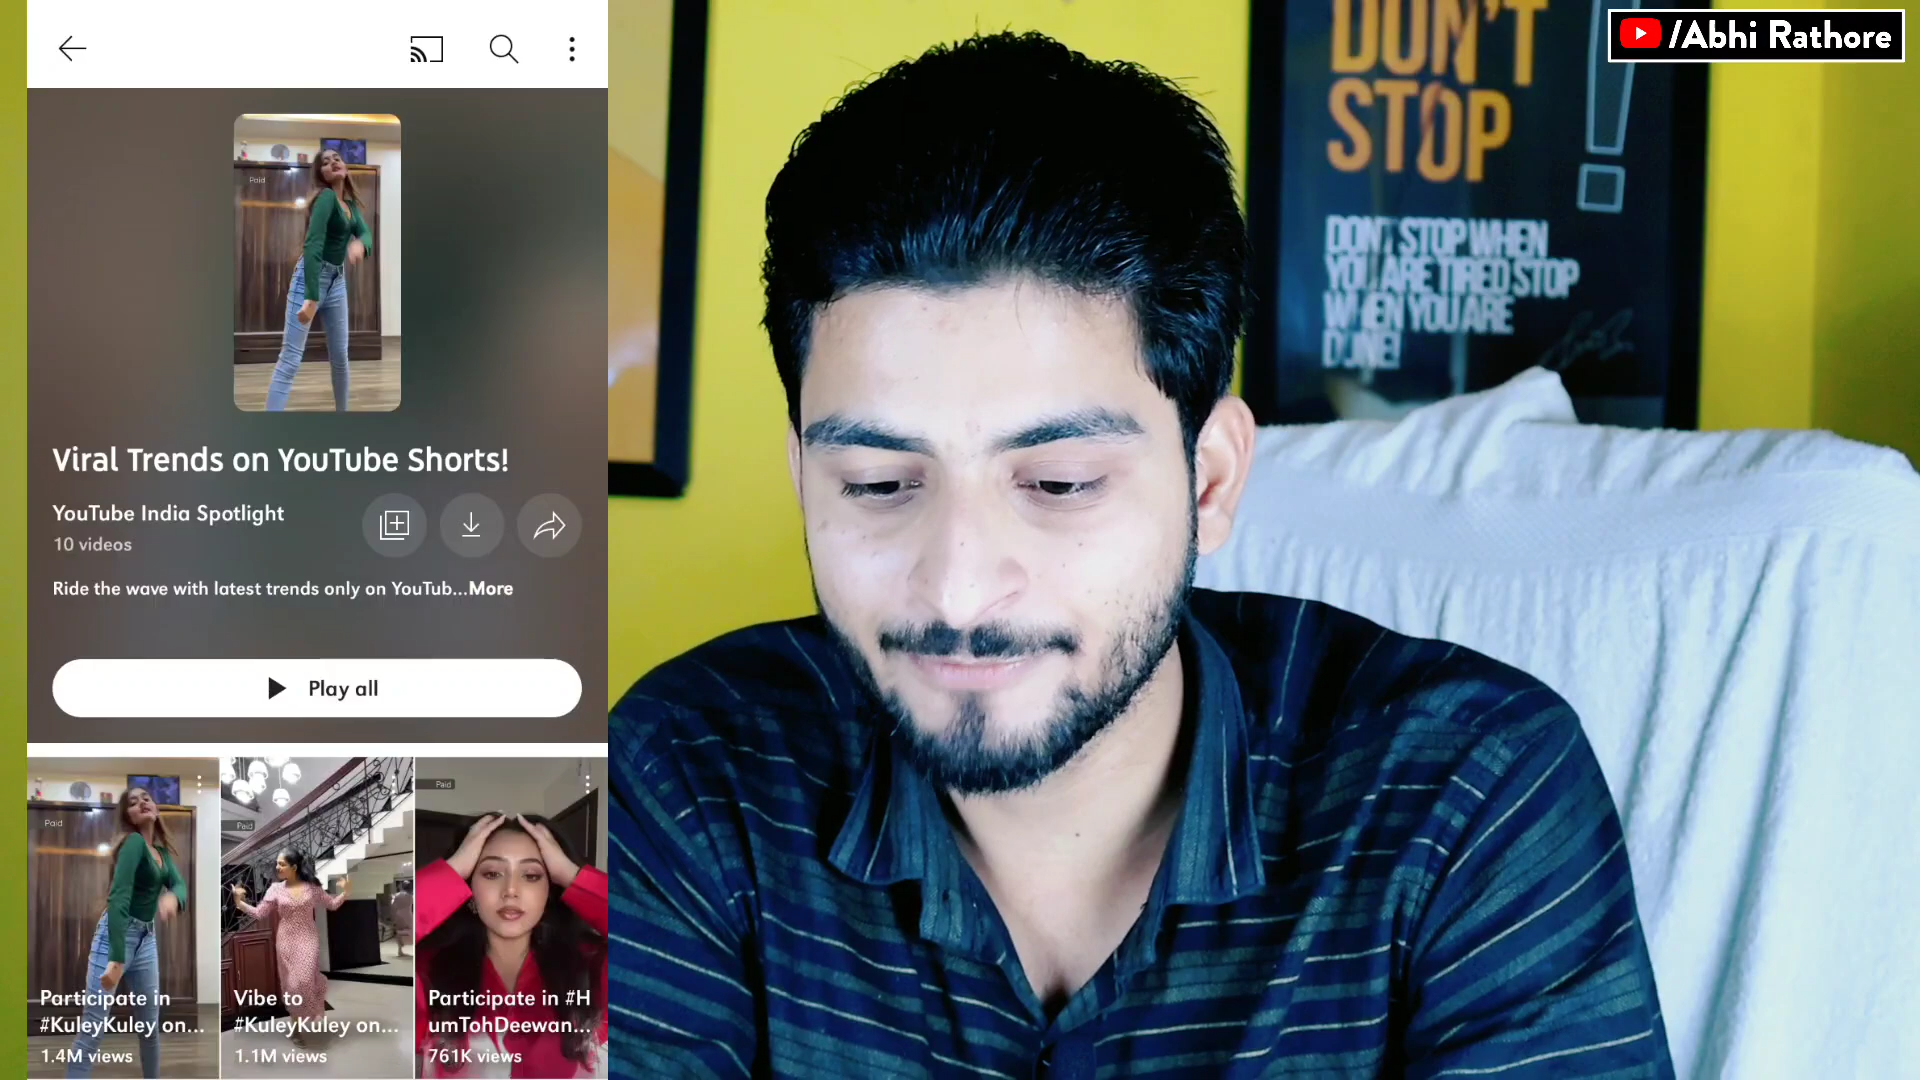 /Abhi Rathore
DON'T
STOP
!
DON'T STOP WHEN
YOU ARE TIRED STOP
WHEN YOU ARE
DONE!
Paid
Viral Trends on YouTube Shorts!
YouTube India Spotlight
10 videos
Ride the wave with latest trends only on YouTub...More
Play all
Paid
Participate in
#KuleyKuley on...
1.4M views
Paid
Vibe to
#KuleyKuley on...
1.1M views
Paid
Participate in #H
umTohDeewan...
761K views